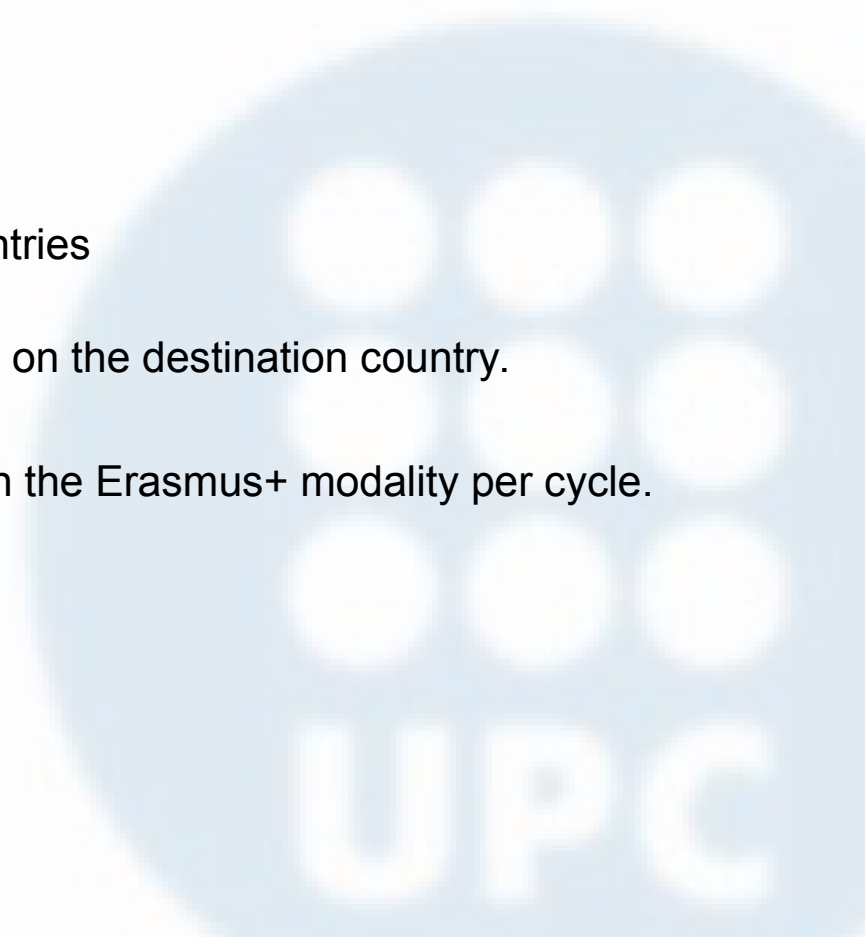 ntries
on the destination country.
n the Erasmus+ modality per cycle.
UPC